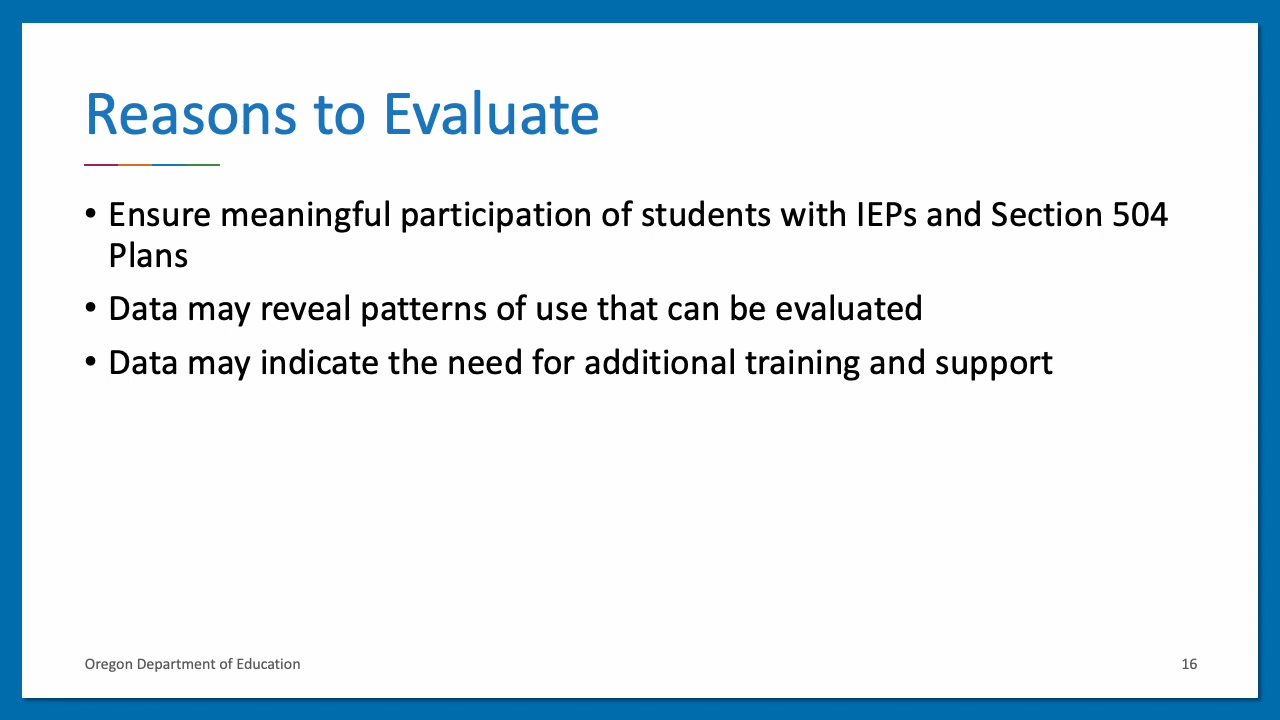 Reasons to Evaluate
• Ensure meaningful participation of students with IEPs and Section 504
Plans
• Data may reveal patterns of use that can be evaluated
• Data may indicate the need for additional training and support
Oregon Department of Education
16